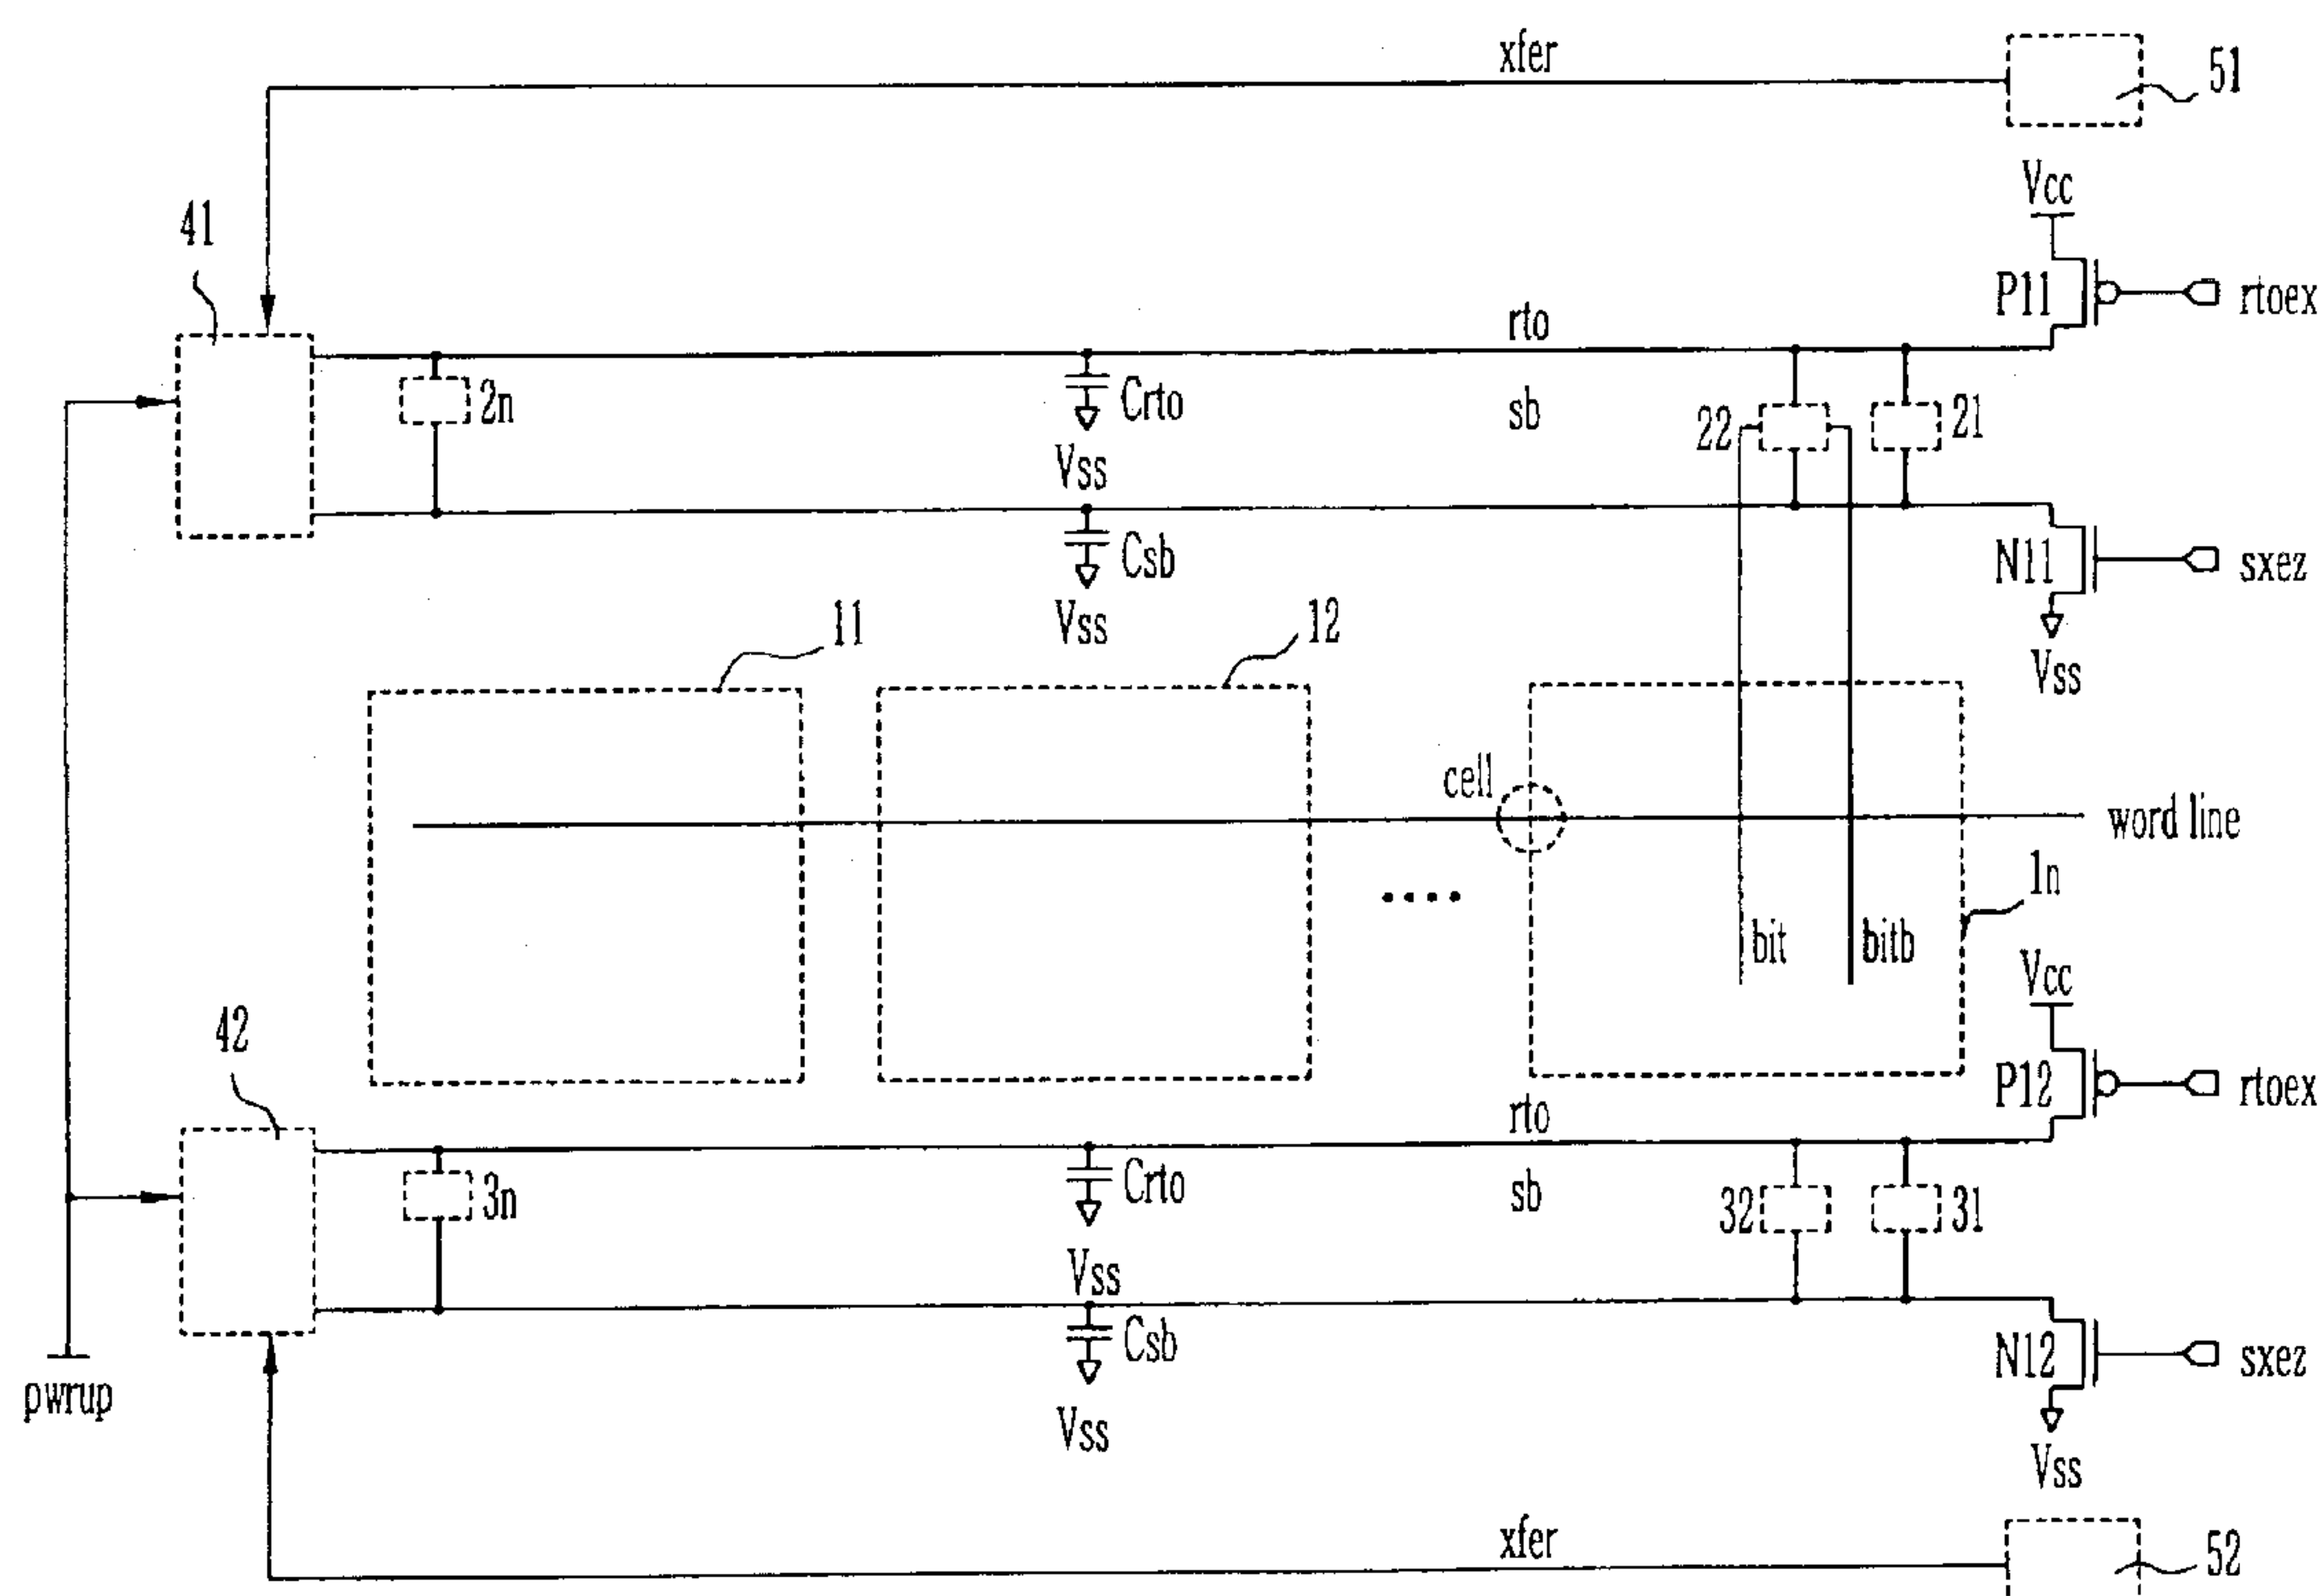 xfer
51
Vcc
41
P11
rtoex
rto
2n
Crto
sb
22
21
Vss
Csb
N11
sxez
Vss
11
12
Vss
cell
word line
1n
bit
bitb
Vcc
42
P12
rtoex
rto
3n
Crto
sb
32
31
Vss
Csb
N12
sxez
pwrup
Vss
Vss
xfer
52